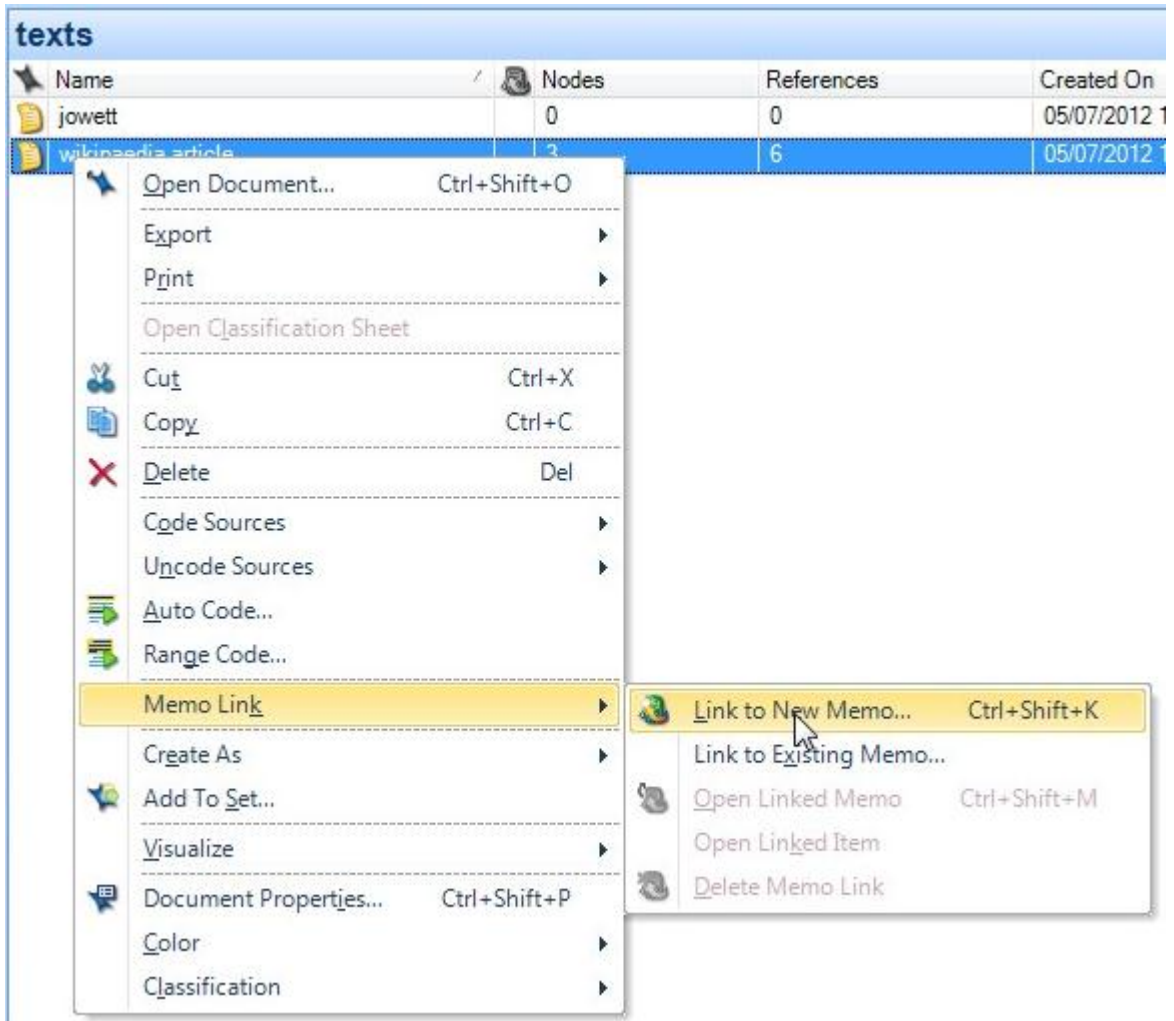 texts
Name Nodes References Created On
jowett 0 0 05/07/2012 1
wikipaedia article 3 6 05/07/2012 1
Open Document... Ctrl+Shift+O
Export
Print
Open Classification Sheet
Cut Ctrl+X
Copy Ctrl+C
Delete Del
Code Sources
Uncode Sources
Auto Code...
Range Code...
Memo Link
Link to New Memo... Ctrl+Shift+K
Create As
Link to Existing Memo...
Add To Set...
Open Linked Memo Ctrl+Shift+M
Visualize
Open Linked Item
Document Properties... Ctrl+Shift+P
Delete Memo Link
Color
Classification